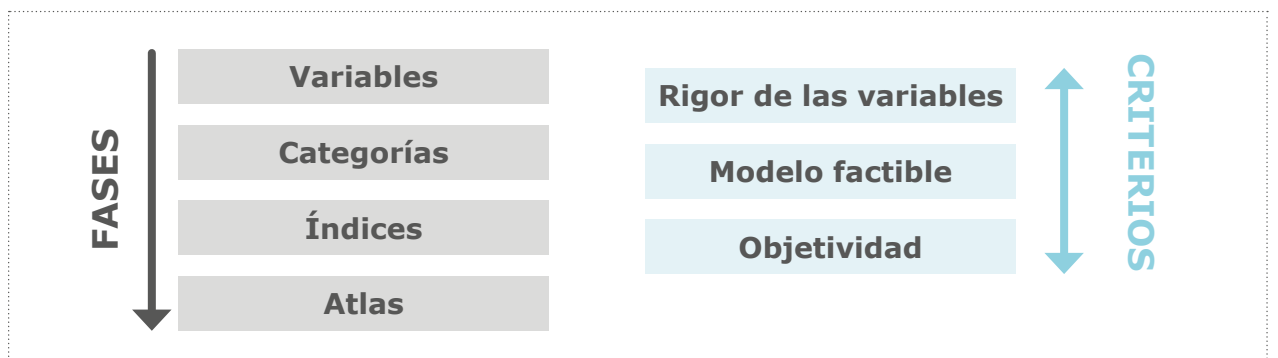 FASES
Variables
Categorías
Índices
Atlas
Rigor de las variables
Modelo factible
Objetividad
CRITERIOS